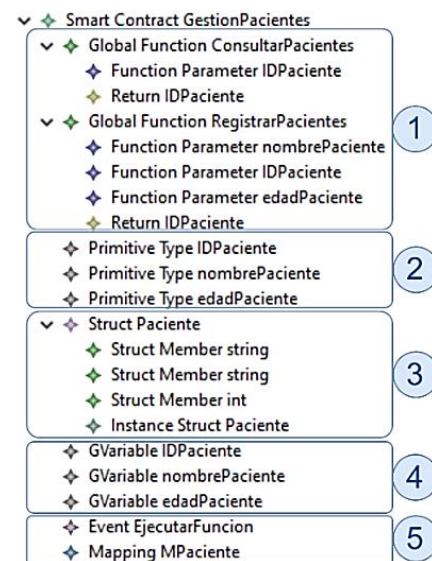 Smart Contract GestionPacientes
Global Function ConsultarPacientes
Function Parameter IDPaciente
Return IDPaciente
Global Function RegistrarPacientes
Function Parameter nombrePaciente
Function Parameter IDPaciente
Function Parameter edadPaciente
Return IDPaciente
1
Primitive Type IDPaciente
Primitive Type nombrePaciente
Primitive Type edadPaciente
2
Struct Paciente
Struct Member string
Struct Member string
Struct Member int
Instance Struct Paciente
3
GVariable IDPaciente
GVariable nombrePaciente
GVariable edadPaciente
4
Event EjecutarFuncion
Mapping MPaciente
5